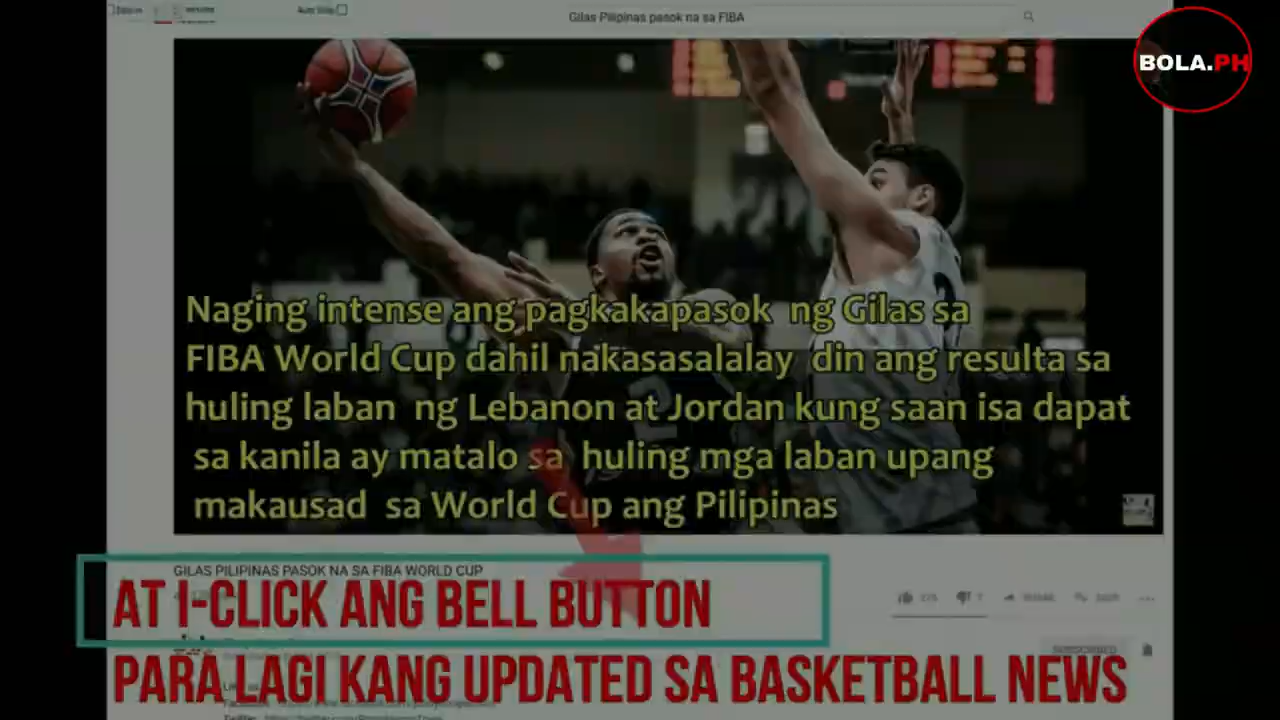 Gilas Pilipinas pasok na sa FIBA
BOLA.PH
Naging intense ang pagkakapasok ng Gilas sa
FIBA World Cup dahil nakasasalalay din ang resulta sa
huling laban ng Lebanon at Jordan kung saan isa dapat
sa kanila ay matalo sa huling mga laban upang
makausad sa World Cup ang Pilipinas
2
GILAS PILIPINAS PASOK NA SA FIBA WORLD CUP
AT I-CLICK ANG BELL BUTTON
SUBSCRIBED
PARA LAGI KANG UPDATED SA BASKETBALL NEWS